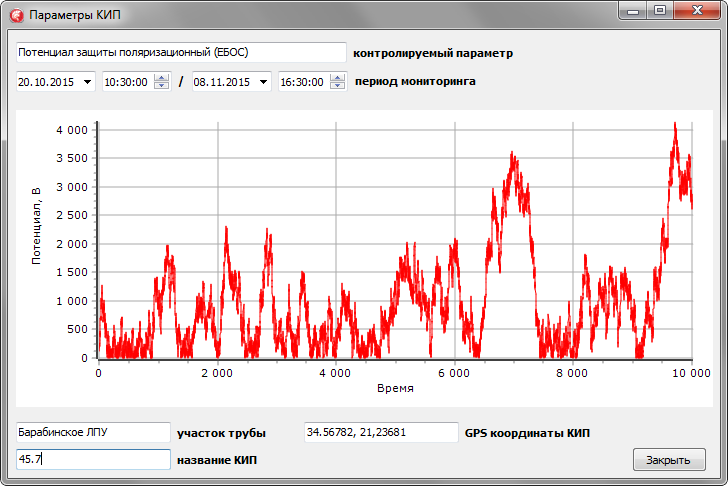 Параметры КИП
Потенциал защиты поляризационный (ЕБОС) контролируемый параметр
20.10.2015 10:30:00 / 08.11.2015 16:30:00 период мониторинга
4 000
3 500
3 000
2 500
2 000
1 500
1 000
500
0
Потенциал, В
0 2 000 4 000 6 000 8 000 10 000
Время
Барабинское ЛПУ участок трубы 34.56782, 21,23681 GPS координаты КИП
45.7 название КИП Закрыть